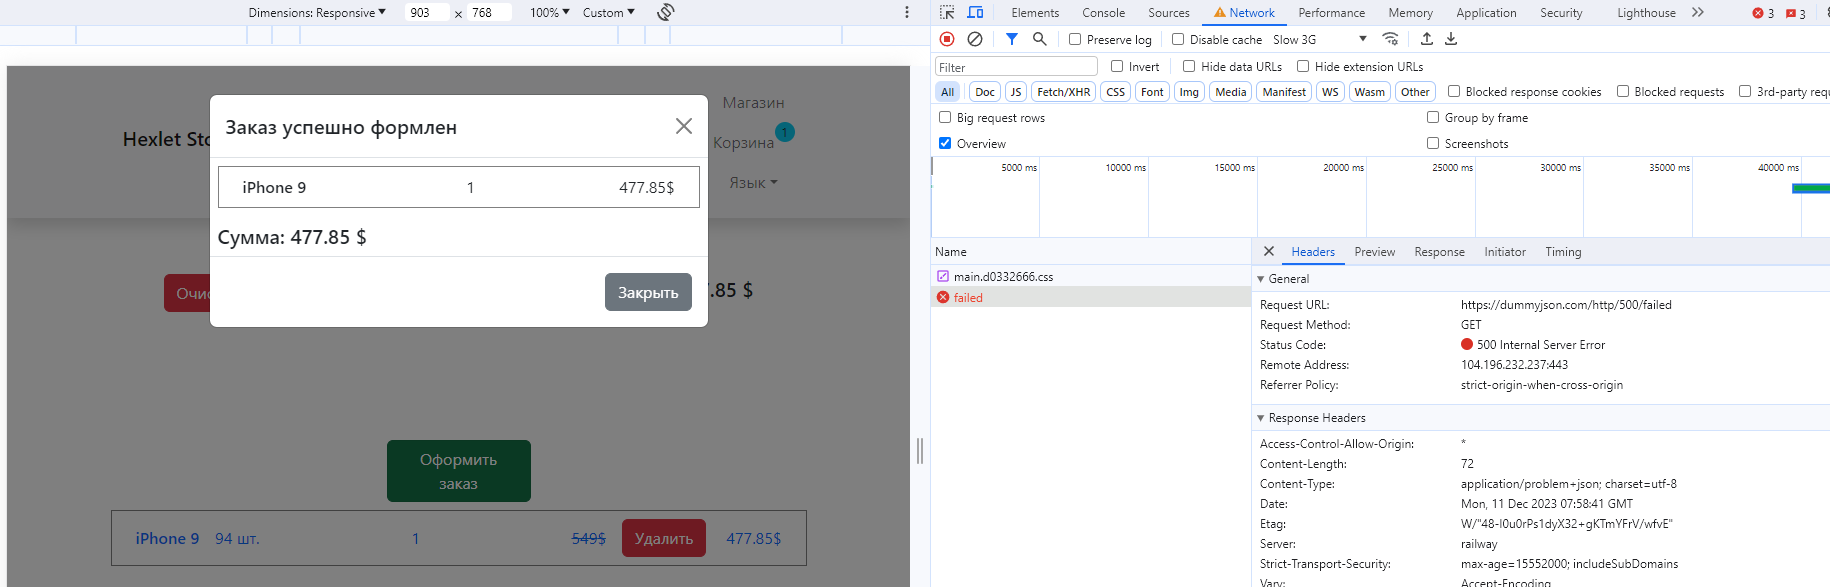 Dimensions: Responsive 903 x 768 100% Custom
Elements Console Sources Network Performance Memory Application Security Lighthouse 3 3
Preserve log Disable cache Slow 3G
Filter Invert Hide data URLs Hide extension URLs
All Doc JS Fetch/XHR CSS Font Img Media Manifest WS Wasm Other Blocked response cookies Blocked requests 3rd-party requ
Big request rows Group by frame
Overview Screenshots
5000 ms 10000 ms 15000 ms 20000 ms 25000 ms 30000 ms 35000 ms 40000 ms
Магазин
Hexlet Sto
Корзина 1
Язык
Заказ успешно формлен
iPhone 9 1 477.85$
Сумма: 477.85 $
Закрыть
Очис
7.85 $
Оформить
заказ
iPhone 9 94 шт. 1 549$ Удалить 477.85$
Name
main.d0332666.css
failed
Headers Preview Response Initiator Timing
General
Request URL: https://dummyjson.com/http/500/failed
Request Method: GET
Status Code: 500 Internal Server Error
Remote Address: 104.196.232.237:443
Referrer Policy: strict-origin-when-cross-origin
Response Headers
Access-Control-Allow-Origin: *
Content-Length: 72
Content-Type: application/problem+json; charset=utf-8
Date: Mon, 11 Dec 2023 07:58:41 GMT
Etag: W/"48-I0u0rPs1dyX32+gKTmYFrV/wfvE"
Server: railway
Strict-Transport-Security: max-age=15552000; includeSubDomains
Vary: Accept-Encoding